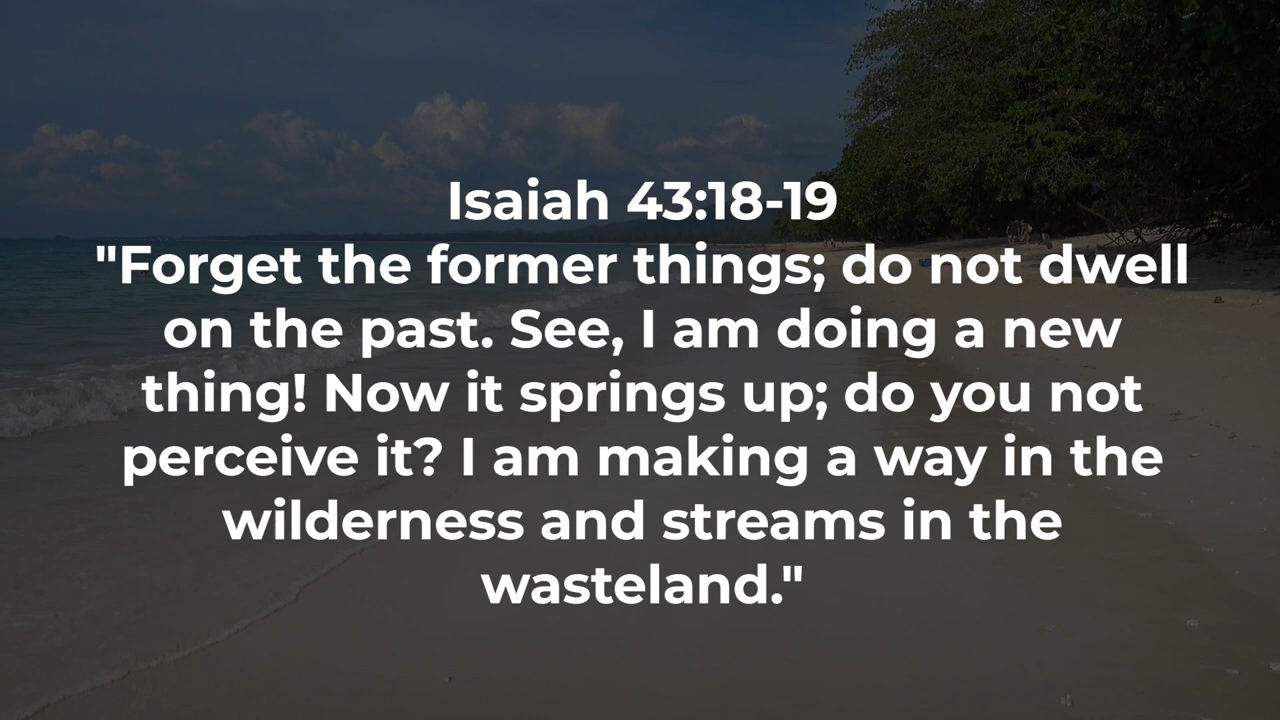 Isaiah 43:18-19
"Forget the former things; do not dwell
on the past. See, I am doing a new
thing! Now it springs up; do you not
perceive it? I am making a way in the
wilderness and streams in the
wasteland."